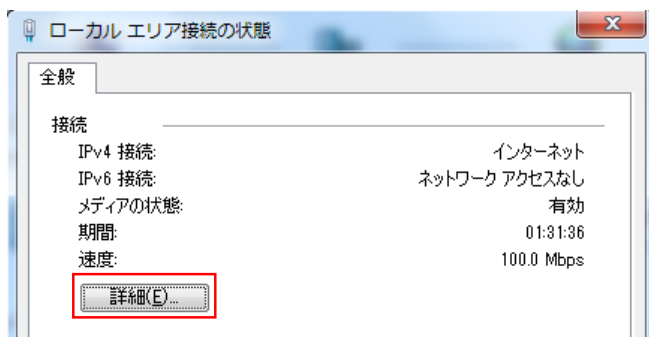 ローカル エリア接続の状態
全般
接続
IPv4 接続: インターネット
IPv6 接続: ネットワーク アクセスなし
メディアの状態: 有効
期間: 01:31:36
速度: 100.0 Mbps
詳細(E)...